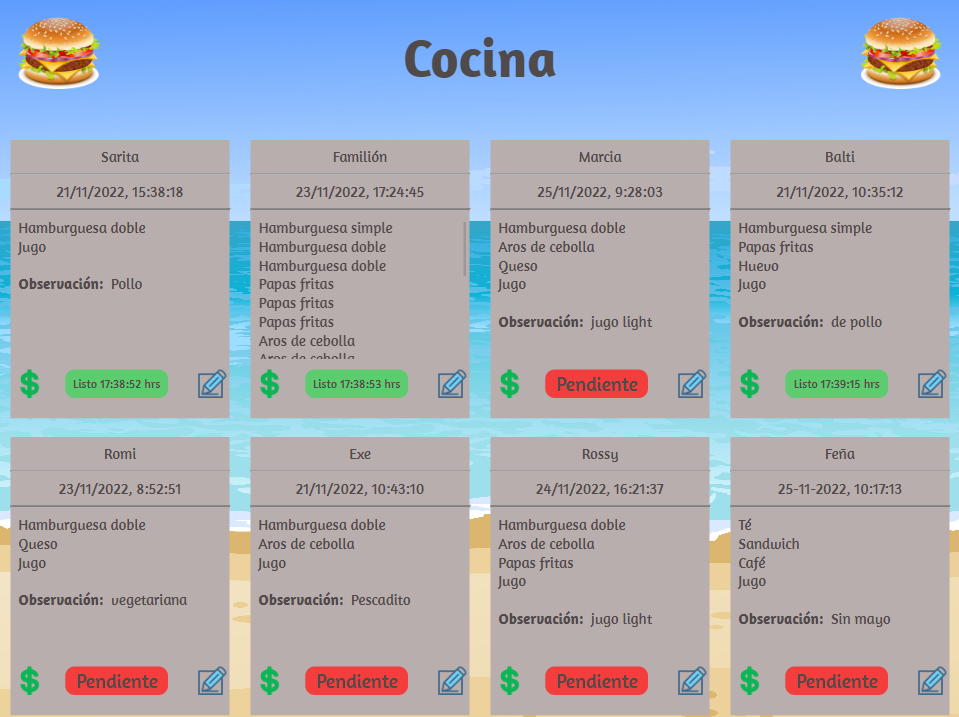 Cocina
Sarita
21/11/2022, 15:38:18
Hamburguesa doble
Jugo
Observación: Pollo
Listo 17:38:52 hrs
Familión
23/11/2022, 17:24:45
Hamburguesa simple
Hamburguesa doble
Hamburguesa doble
Papas fritas
Papas fritas
Papas fritas
Aros de cebolla
Aros de cebolla
Listo 17:38:53 hrs
Marcia
25/11/2022, 9:28:03
Hamburguesa doble
Aros de cebolla
Queso
Jugo
Observación: jugo light
Pendiente
Balti
21/11/2022, 10:35:12
Hamburguesa simple
Papas fritas
Huevo
Jugo
Observación: de pollo
Listo 17:39:15 hrs
Romi
23/11/2022, 8:52:51
Hamburguesa doble
Queso
Jugo
Observación: vegetariana
Pendiente
Exe
21/11/2022, 10:43:10
Hamburguesa doble
Aros de cebolla
Jugo
Observación: Pescadito
Pendiente
Rossy
24/11/2022, 16:21:37
Hamburguesa doble
Aros de cebolla
Papas fritas
Jugo
Observación: jugo light
Pendiente
Feña
25-11-2022, 10:17:13
Té
Sandwich
Café
Jugo
Observación: Sin mayo
Pendiente